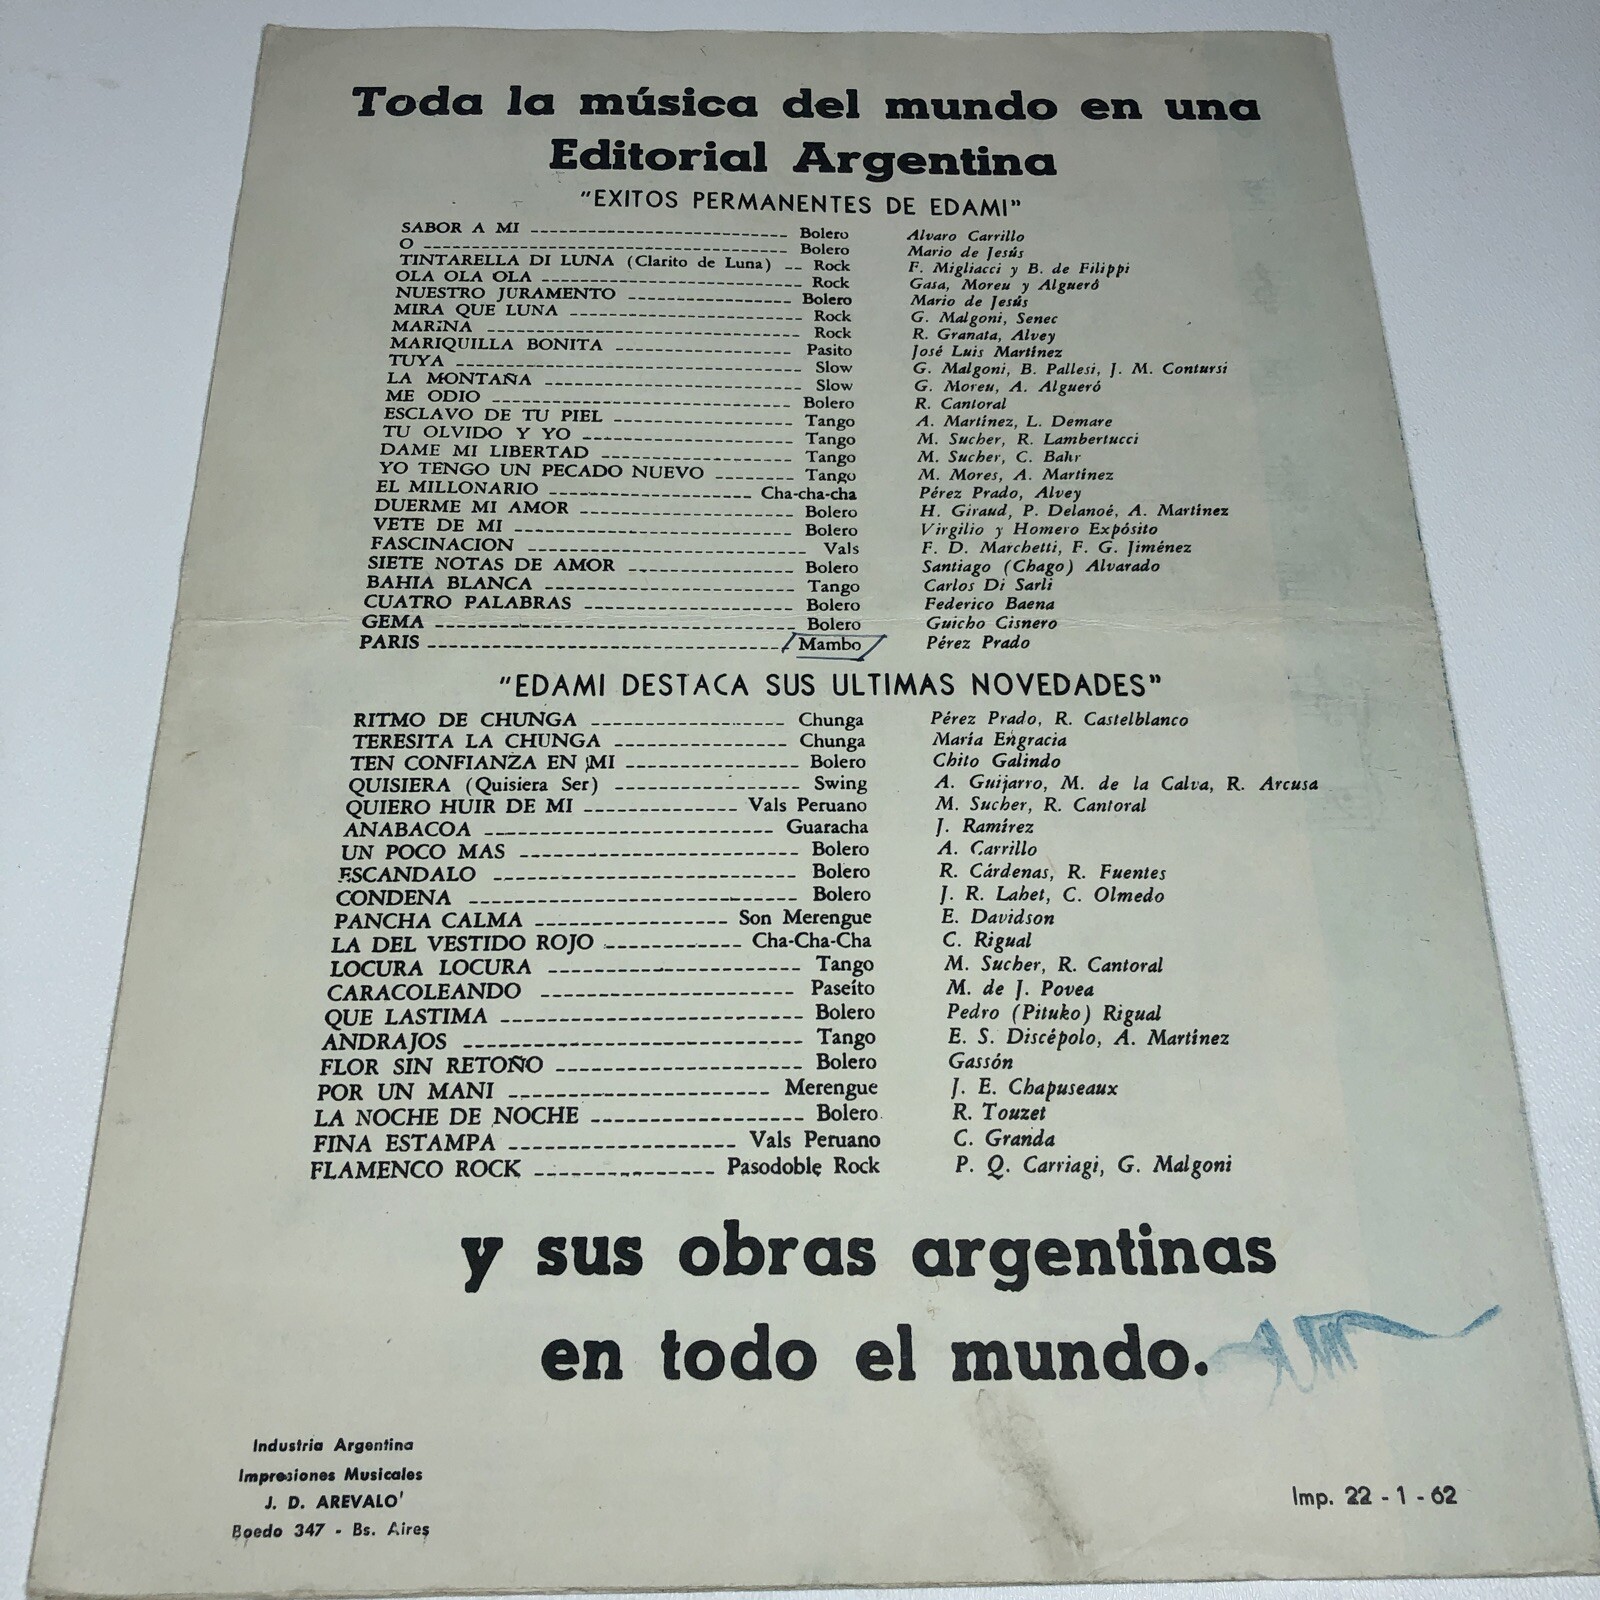 Toda la música del mundo en una
Editorial Argentina
"EXITOS PERMANENTES DE EDAMI"
SABOR A MI Bolero Alvaro Carrillo
O Bolero Mario de Jesús
TINTARELLA DI LUNA (Clarito de Luna) Rock F. Migliacci y B. de Filippi
OLA OLA OLA Rock Gasa, Moreu y Algueró
NUESTRO JURAMENTO Bolero Mario de Jesús
MIRA QUE LUNA Rock G. Malgoni, Senec
MARINA Rock R. Granata, Alvey
MARIQUILLA BONITA Pasito José Luis Martínez
TUYA Slow G. Malgoni, B. Pallesi, J. M. Contursi
LA MONTAÑA Slow G. Moreu, A. Algueró
ME ODIO Bolero R. Cantoral
ESCLAVO DE TU PIEL Tango A. Martínez, L. Demare
TU OLVIDO Y YO Tango M. Sucher, R. Lambertucci
DAME MI LIBERTAD Tango M. Sucher, C. Bahr
YO TENGO UN PECADO NUEVO Tango M. Mores, A. Martínez
EL MILLONARIO Cha-cha-cha Pérez Prado, Alvey
DUERME MI AMOR Bolero H. Giraud, P. Delanoé, A. Martínez
VETE DE MI Bolero Virgilio y Homero Expósito
FASCINACION Vals F. D. Marchetti, F. G. Jiménez
SIETE NOTAS DE AMOR Bolero Santiago (Chago) Alvarado
BAHIA BLANCA Tango Carlos Di Sarli
CUATRO PALABRAS Bolero Federico Baena
GEMA Bolero Guicho Cisnero
PARIS Mambo Pérez Prado
"EDAMI DESTACA SUS ULTIMAS NOVEDADES"
RITMO DE CHUNGA Chunga Pérez Prado, R. Castelblanco
TERESITA LA CHUNGA Chunga María Engracia
TEN CONFIANZA EN MI Bolero Chito Galindo
QUISIERA (Quisiera Ser) Swing A. Guijarro, M. de la Calva, R. Arcusa
QUIERO HUIR DE MI Vals Peruano M. Sucher, R. Cantoral
ANABACOA Guaracha J. Ramírez
UN POCO MAS Bolero A. Carrillo
ESCANDALO Bolero R. Cárdenas, R. Fuentes
CONDENA Bolero J. R. Lahet, C. Olmedo
PANCHA CALMA Son Merengue E. Davidson
LA DEL VESTIDO ROJO Cha-Cha-Cha C. Rigual
LOCURA LOCURA Tango M. Sucher, R. Cantoral
CARACOLEANDO Paseíto M. de J. Povea
QUE LASTIMA Bolero Pedro (Pituko) Rigual
ANDRAJOS Tango E. S. Discépolo, A. Martínez
FLOR SIN RETOÑO Bolero Gassón
POR UN MANI Merengue J. E. Chapuseaux
LA NOCHE DE NOCHE Bolero R. Touzet
FINA ESTAMPA Vals Peruano C. Granda
FLAMENCO ROCK Pasodoble Rock P. Q. Carriagi, G. Malgoni
y sus obras argentinas
en todo el mundo.
Industria Argentina
Impresiones Musicales
J. D. AREVALO
Boedo 347 - Bs. Aires
Imp. 22 - 1 - 62